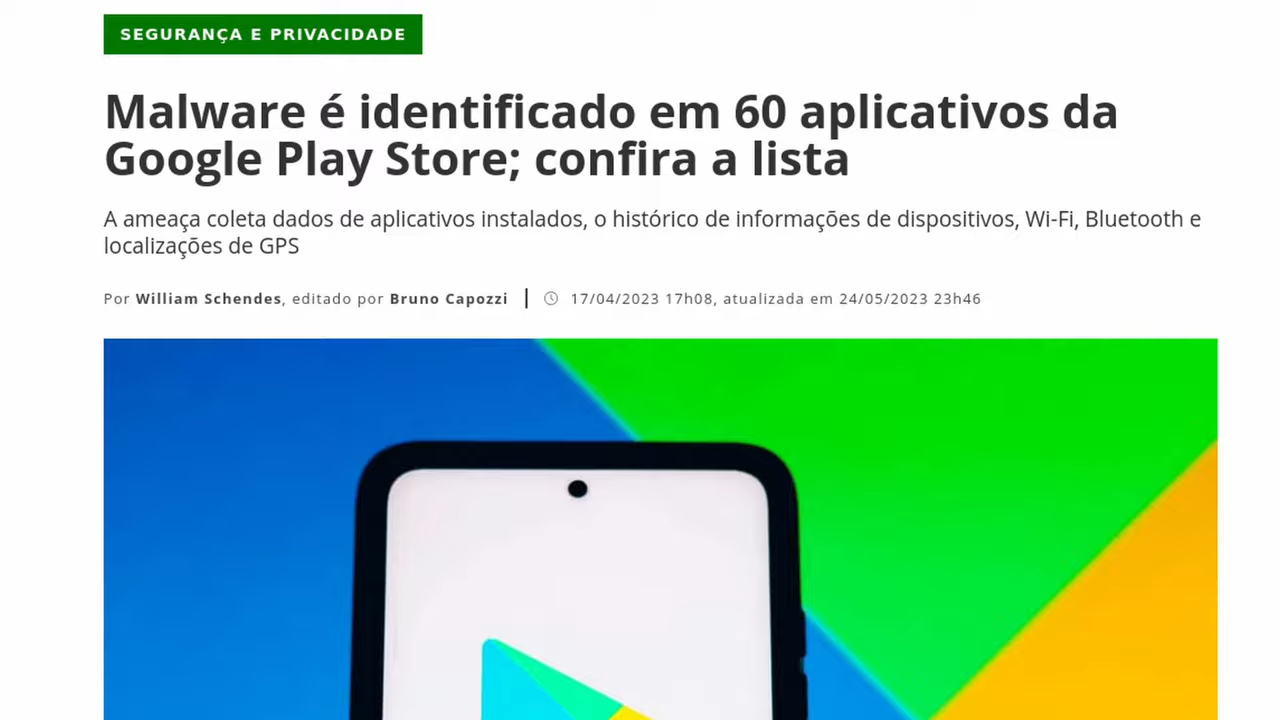 SEGURANÇA E PRIVACIDADE
Malware é identificado em 60 aplicativos da
Google Play Store; confira a lista
A ameaça coleta dados de aplicativos instalados, o histórico de informações de dispositivos, Wi-Fi, Bluetooth e
localizações de GPS
Por William Schendes, editado por Bruno Capozzi | 17/04/2023 17h08, atualizada em 24/05/2023 23h46